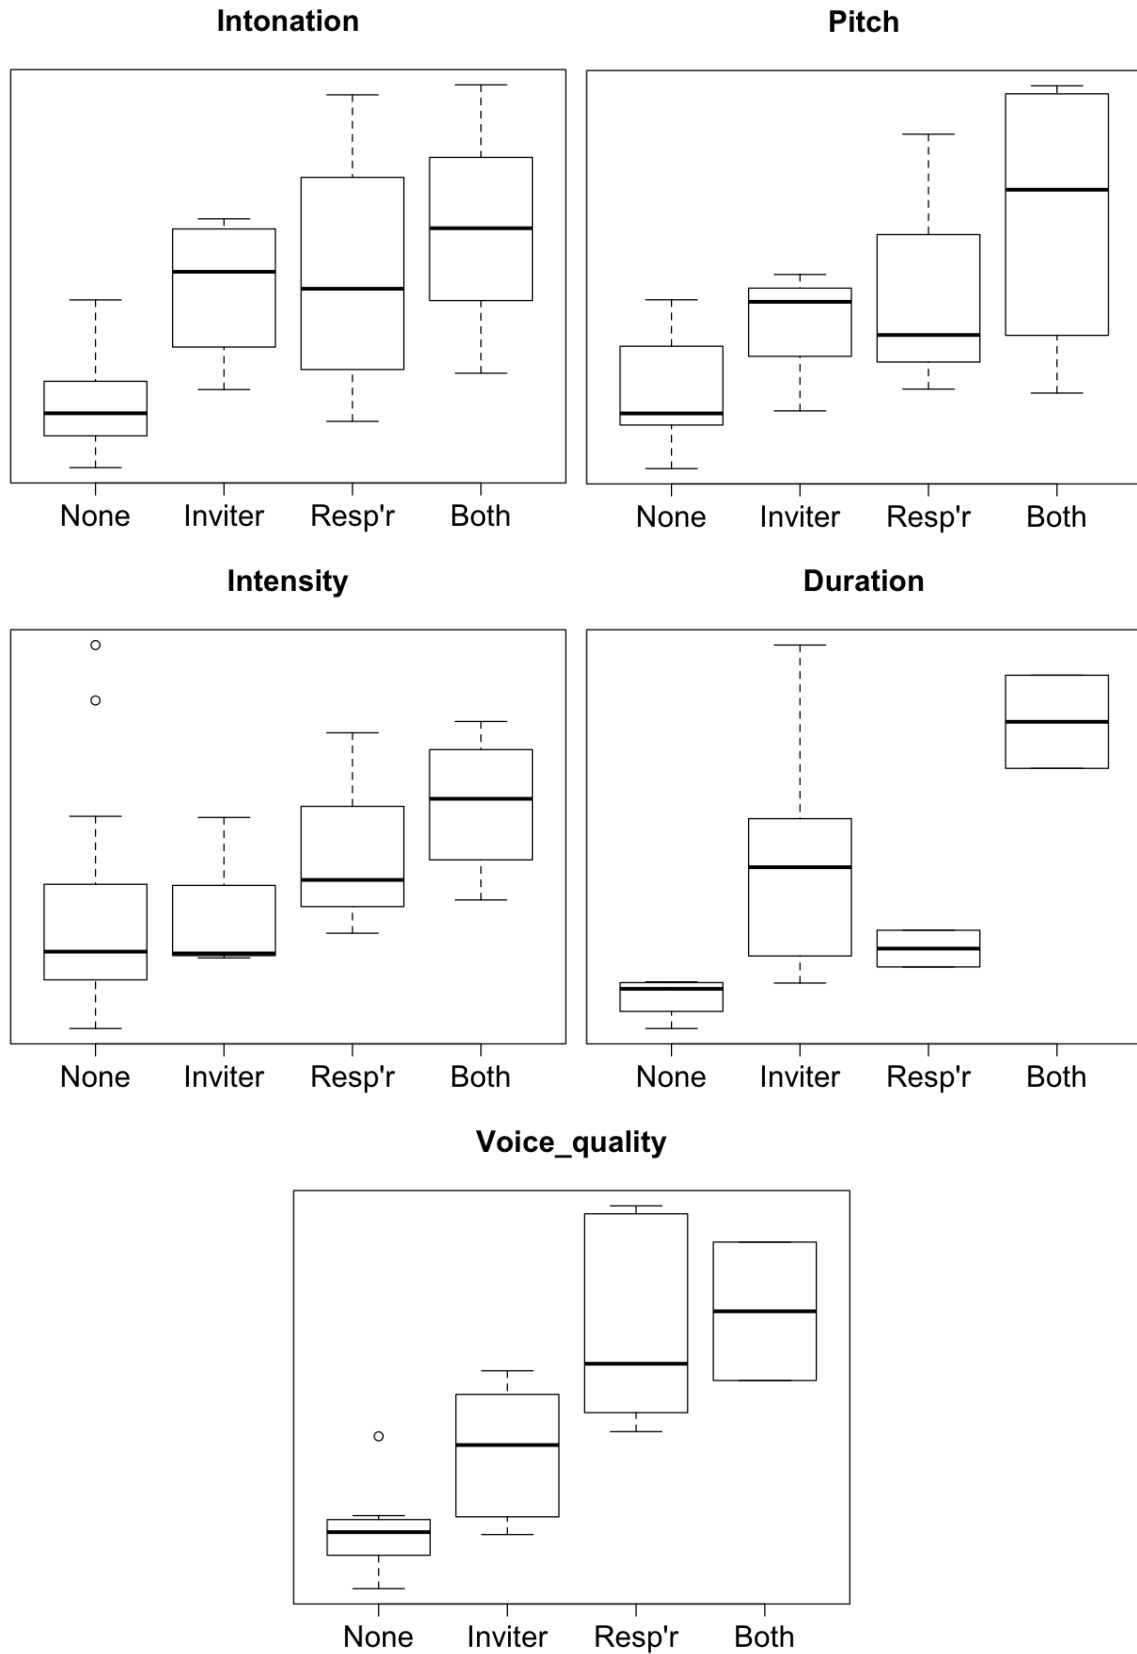 Intonation
Pitch
None Inviter Resp'r Both
None Inviter Resp'r Both
Intensity
Duration
None Inviter Resp'r Both
None Inviter Resp'r Both
Voice_quality
None Inviter Resp'r Both